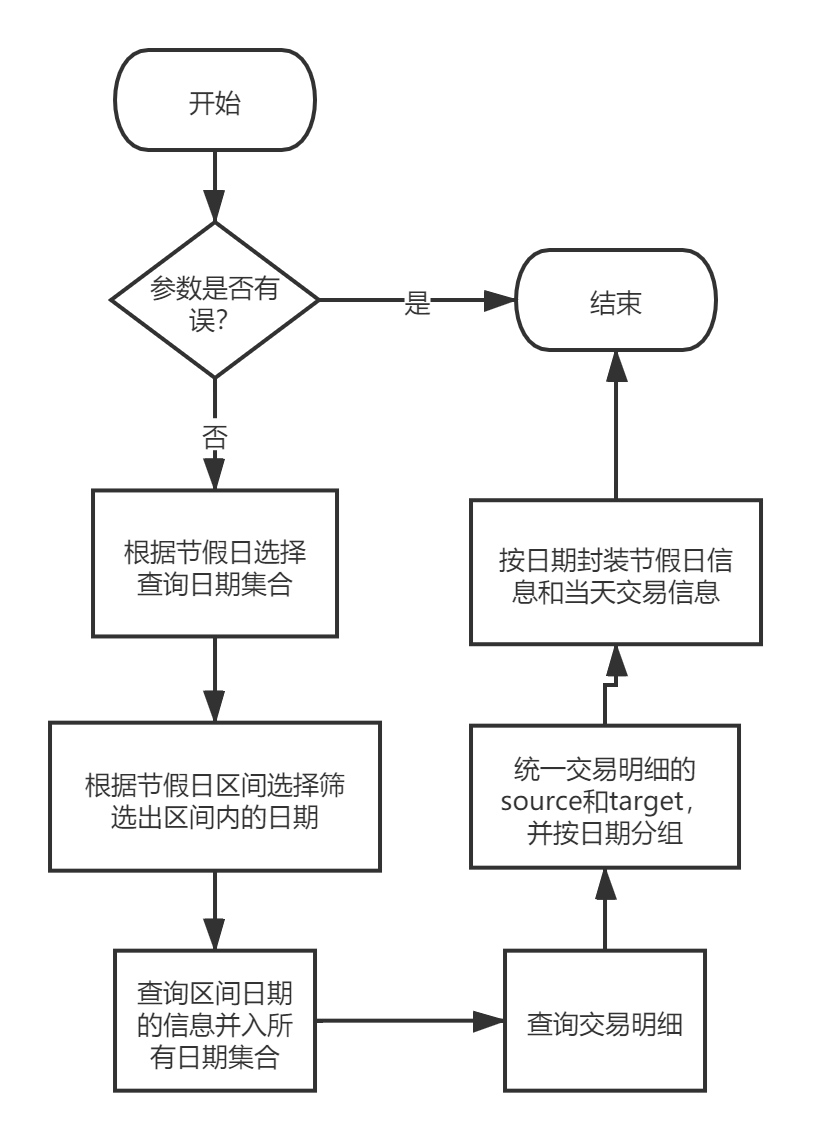 开始
参数是否有
误？
是
结束
否
根据节假日选择
查询日期集合
根据节假日区间选择筛
选出区间内的日期
查询区间日期
的信息并入所
有日期集合
查询交易明细
统一交易明细的
source和target，
并按日期分组
按日期封装节假日信
息和当天交易信息